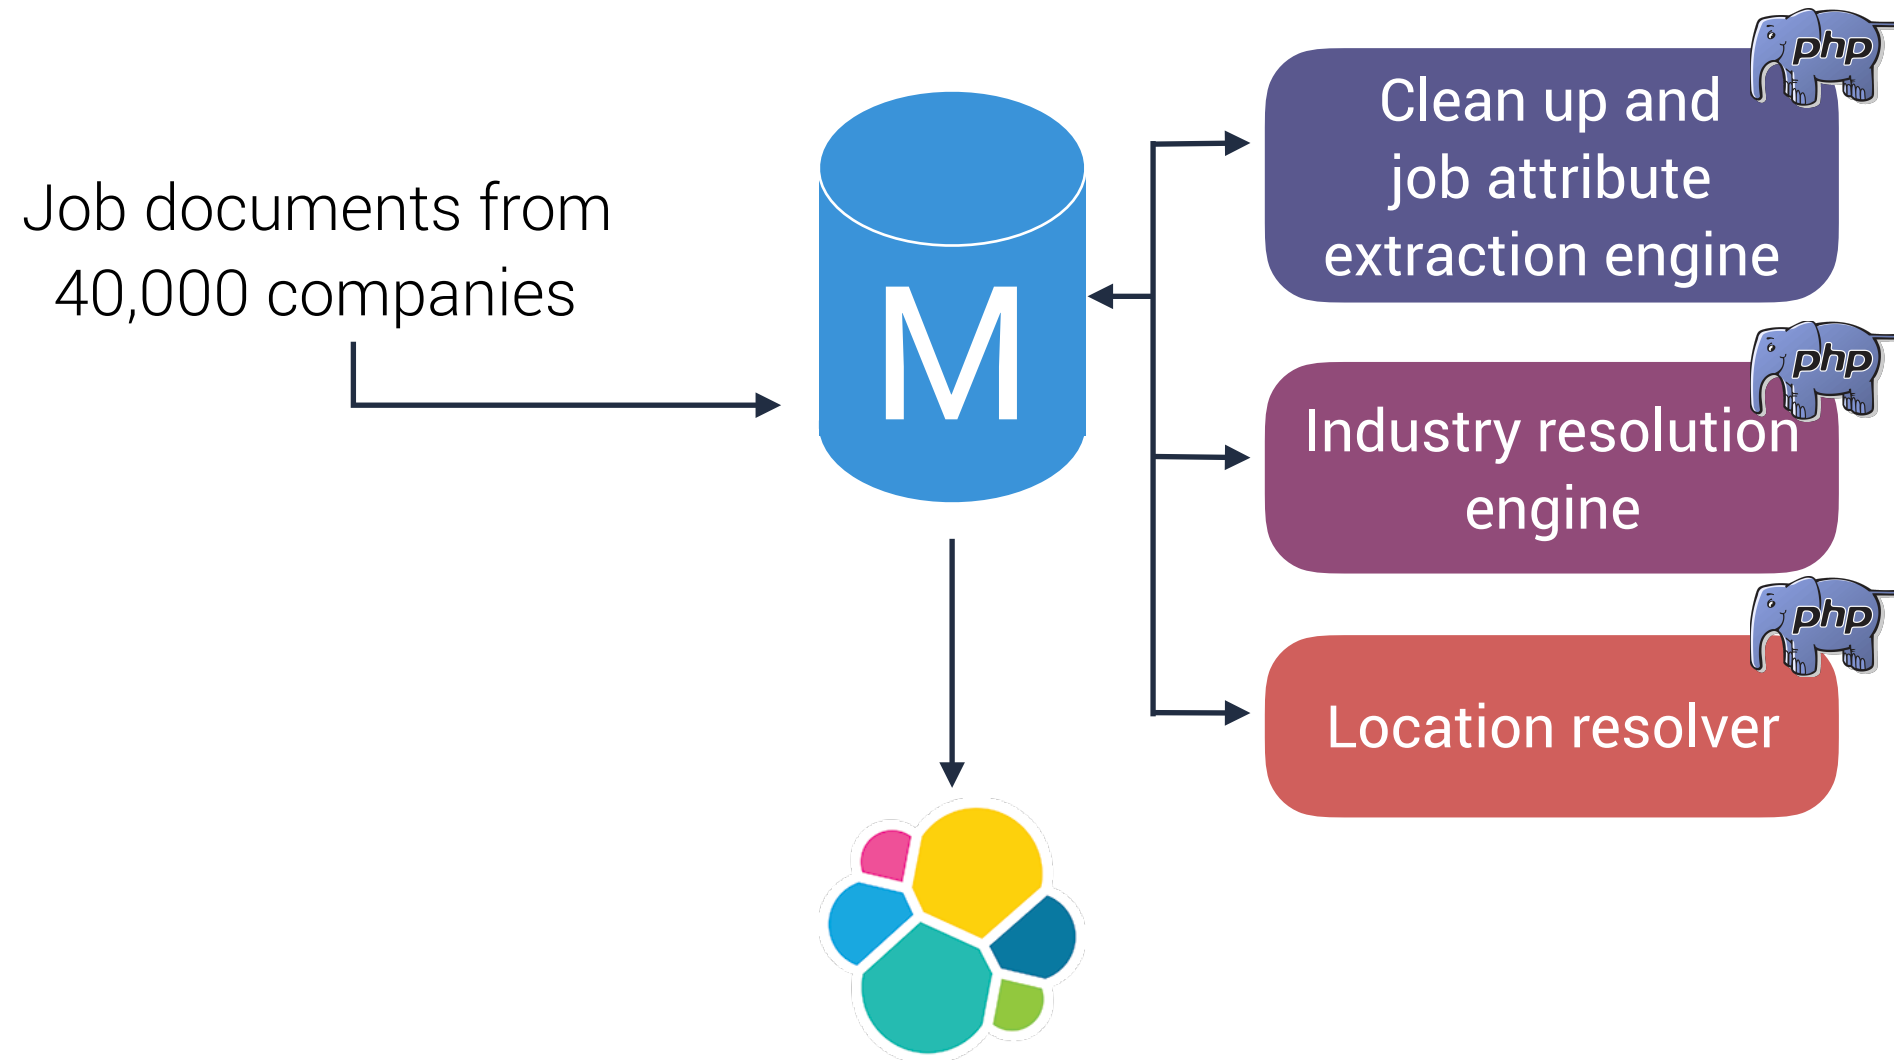 Job documents from
40,000 companies
M
php
Clean up and
job attribute
extraction engine
php
Industry resolution
engine
php
Location resolver